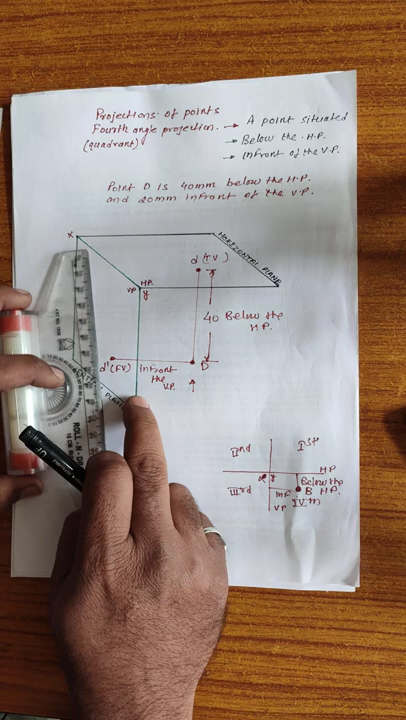 Projections of points
Fourth angle projection. → A point situated
(quadrant) → Below the H.P.
→ Infront of the V.P.
Point D is 40mm below the H.P.
and 20mm infront of the V.P.
X
HORIZONTAL PLANE
d (TV)
HP
VP y
40 Below the
H.P.
d' (FV) Infront D
the
V.P.
ROLL-N-D
IInd Ist
HP
x y Below the
IIIrd B H.P.
VP IVth